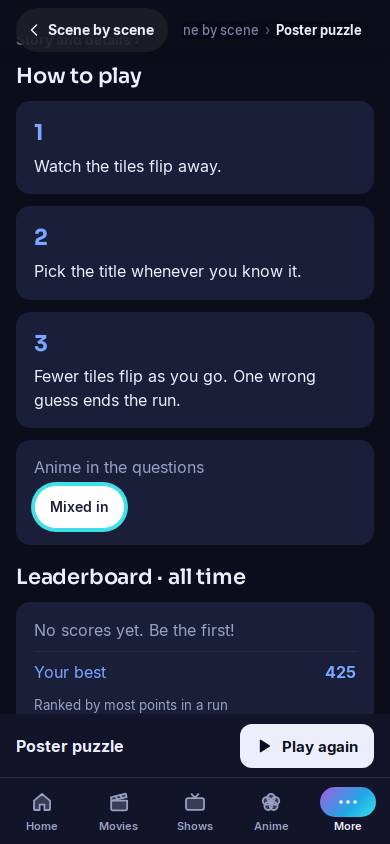 Scene by scene
ne by scene › Poster puzzle
How to play
1
Watch the tiles flip away.
2
Pick the title whenever you know it.
3
Fewer tiles flip as you go. One wrong
guess ends the run.
Anime in the questions
Mixed in
Leaderboard · all time
No scores yet. Be the first!
Your best 425
Ranked by most points in a run
Poster puzzle
Play again
Home Movies Shows Anime More